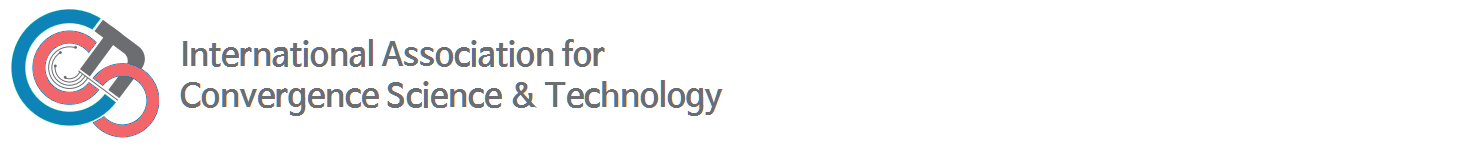 International Association for
Convergence Science & Technology